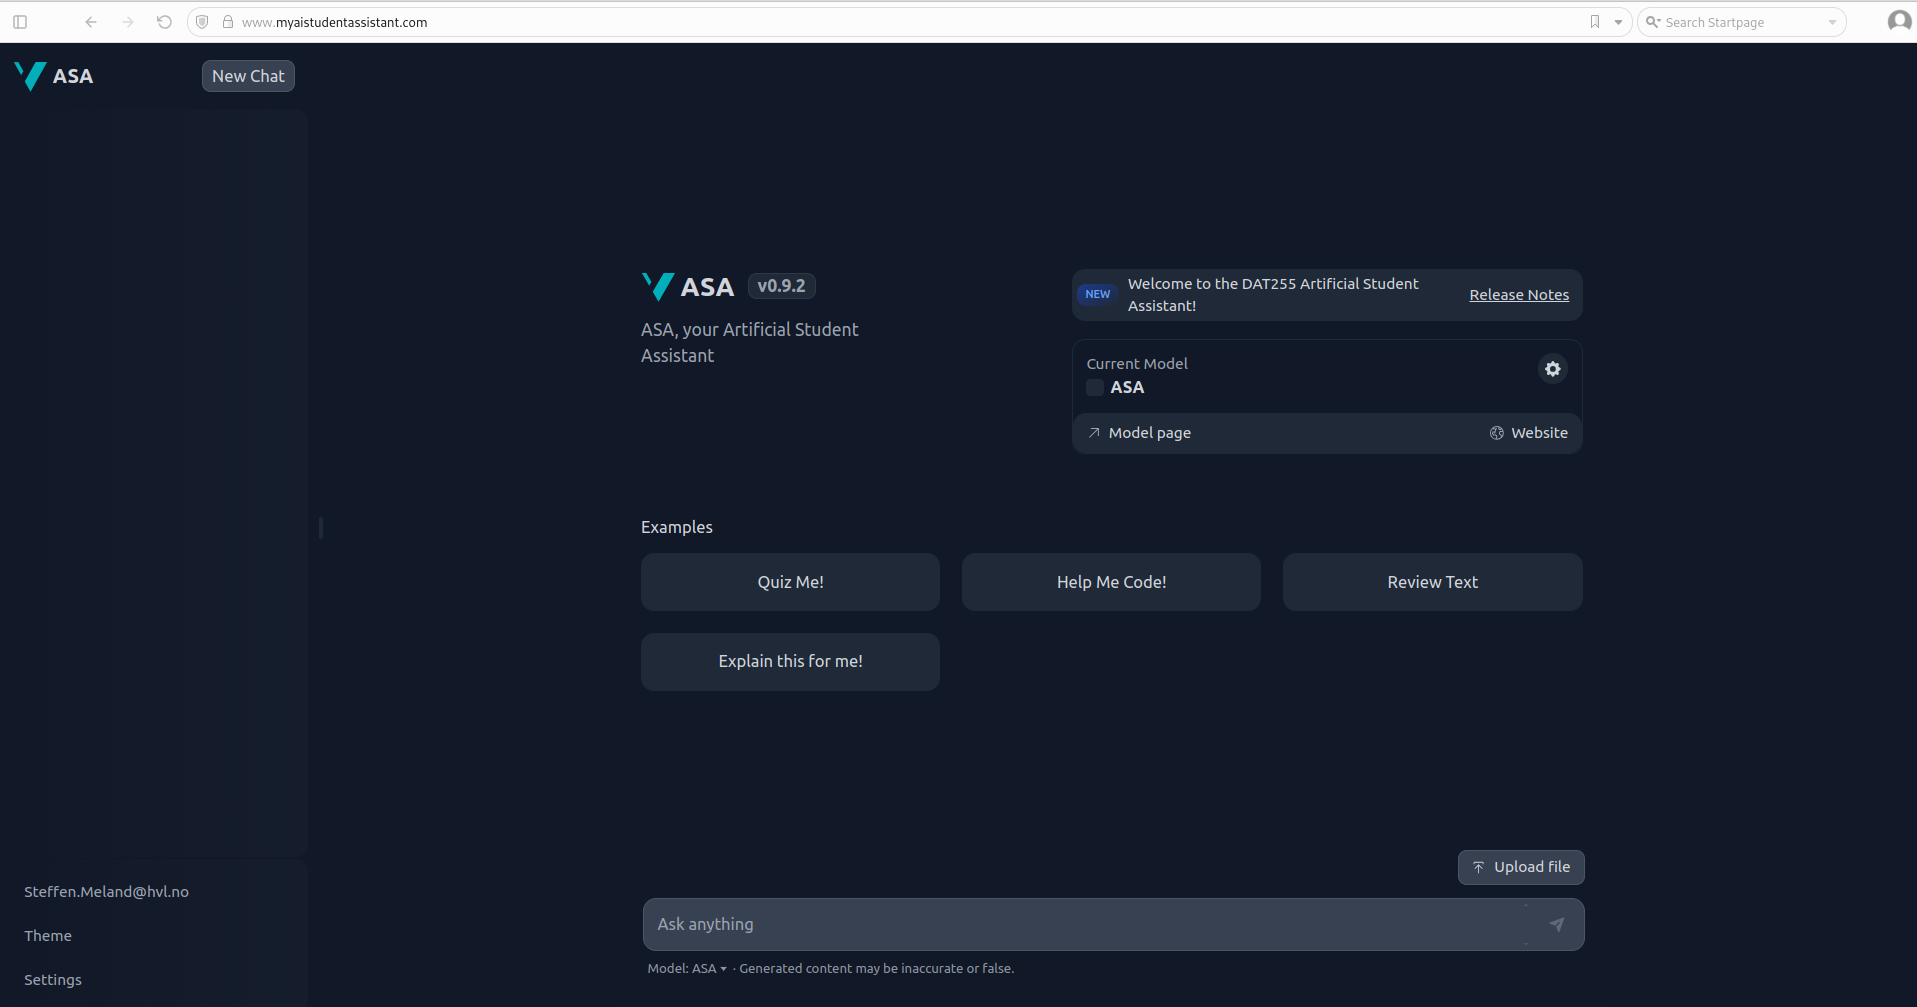 www.myaistudentassistant.com
Search Startpage
ASA
New Chat
ASA v0.9.2
ASA, your Artificial Student
Assistant
NEW
Welcome to the DAT255 Artificial Student
Assistant!
Release Notes
Current Model
ASA
Model page
Website
Examples
Quiz Me!
Help Me Code!
Review Text
Explain this for me!
Upload file
Ask anything
Model: ASA · Generated content may be inaccurate or false.
Steffen.Meland@hvl.no
Theme
Settings